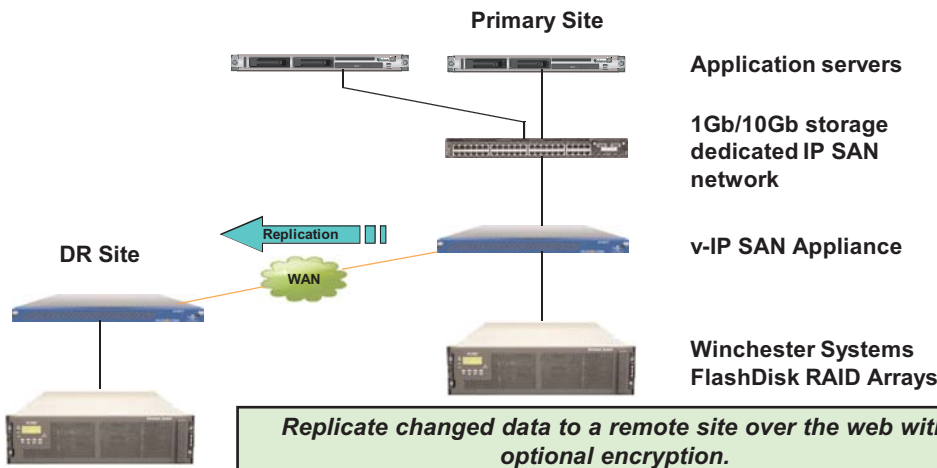 Primary Site
Application servers
1Gb/10Gb storage
dedicated IP SAN
network
Replication
v-IP SAN Appliance
DR Site
WAN
Winchester Systems
FlashDisk RAID Arrays
Replicate changed data to a remote site over the web with
optional encryption.